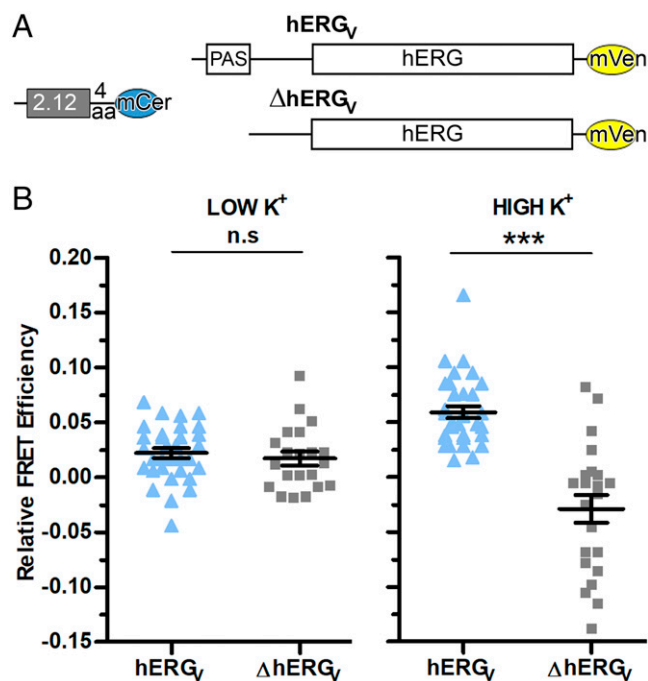 A
hERGV
PAS
hERG
mVen
2.12
4
aa
mCer
ΔhERGV
hERG
mVen
B
LOW K+
HIGH K+
n.s
***
Relative FRET Efficiency
0.20
0.15
0.10
0.05
0.00
-0.05
-0.10
-0.15
hERGV
ΔhERGV
hERGV
ΔhERGV